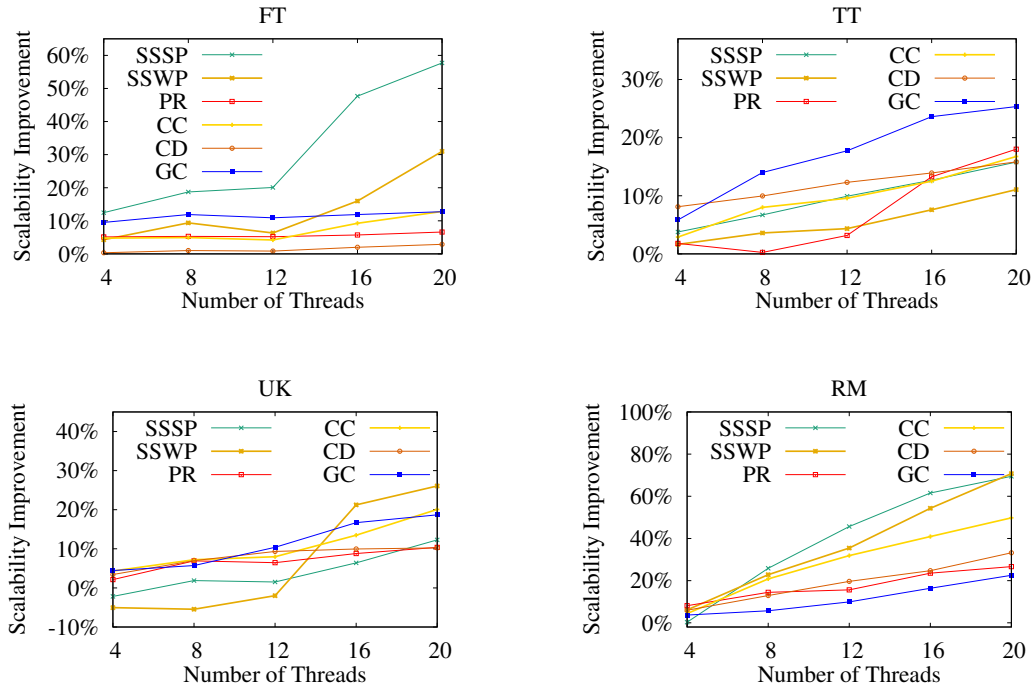 FT
Scalability Improvement
60%
50%
40%
30%
20%
10%
0%
SSSP
SSWP
PR
CC
CD
GC
4 8 12 16 20
Number of Threads
TT
Scalability Improvement
30%
20%
10%
0%
SSSP CC
SSWP CD
PR GC
4 8 12 16 20
Number of Threads
UK
Scalability Improvement
40%
30%
20%
10%
0%
-10%
SSSP CC
SSWP CD
PR GC
4 8 12 16 20
Number of Threads
RM
Scalability Improvement
100%
80%
60%
40%
20%
0%
SSSP CC
SSWP CD
PR GC
4 8 12 16 20
Number of Threads